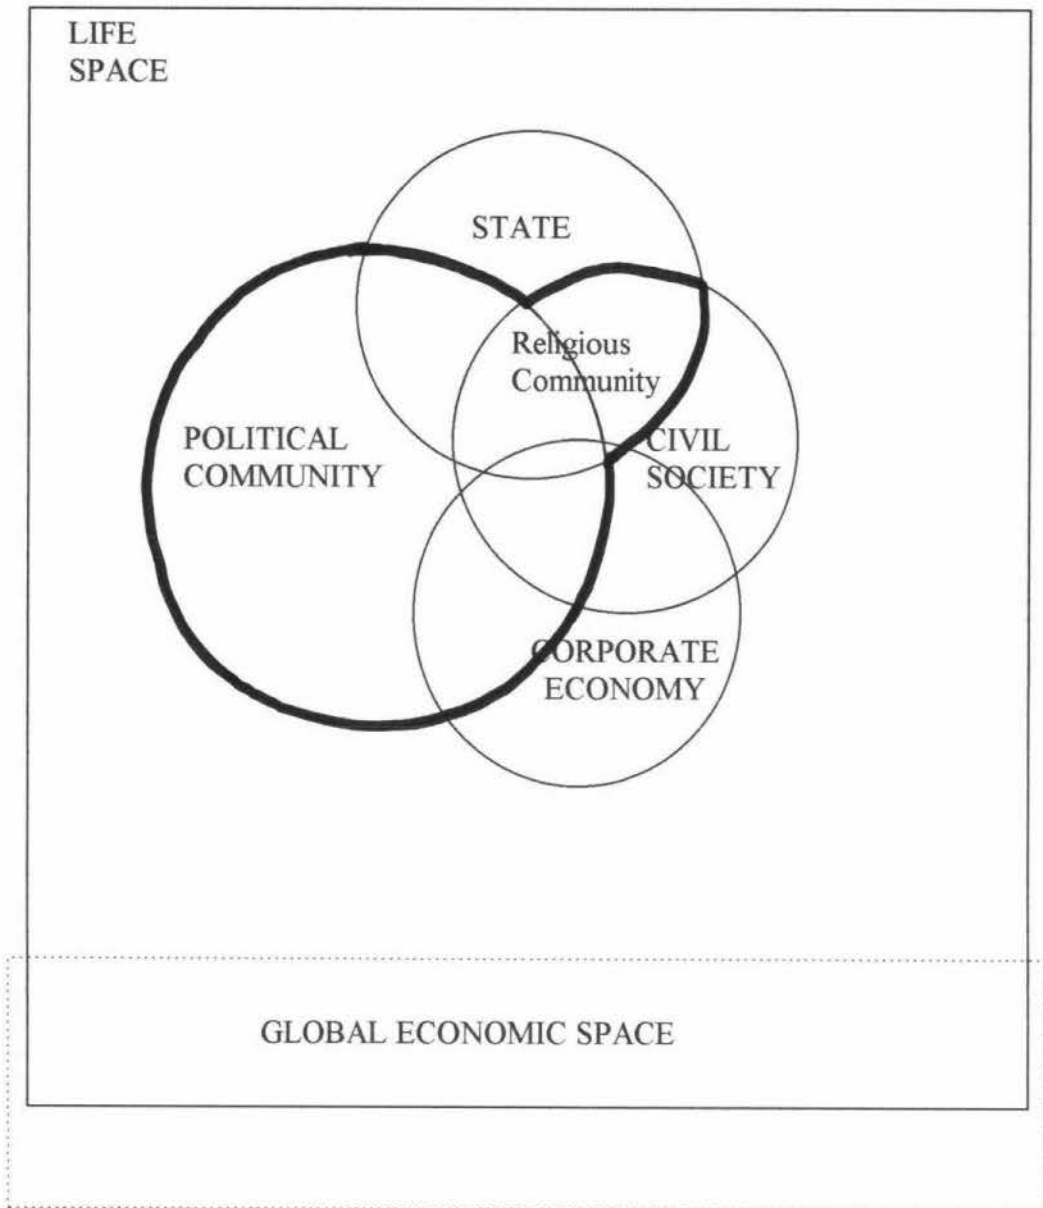 LIFE
SPACE
STATE
Religious
Community
POLITICAL
COMMUNITY
CIVIL
SOCIETY
CORPORATE
ECONOMY
GLOBAL ECONOMIC SPACE